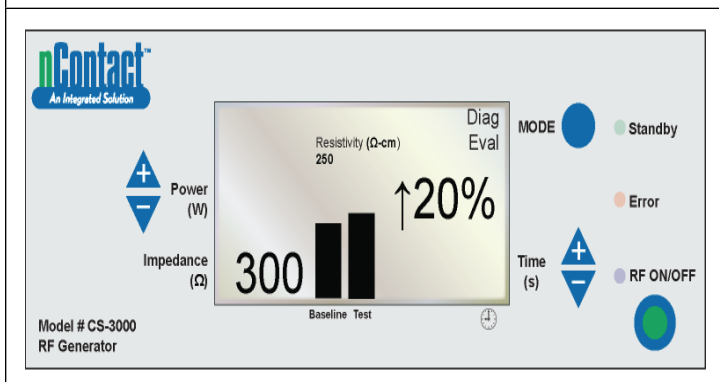 nContact™
An Integrated Solution
Diag
Eval
Resistivity (Ω-cm)
250
↑20%
MODE
Standby
+
−
Power
(W)
Error
Impedance
(Ω)
300
Baseline Test
Time
(s)
+
−
RF ON/OFF
Model # CS-3000
RF Generator